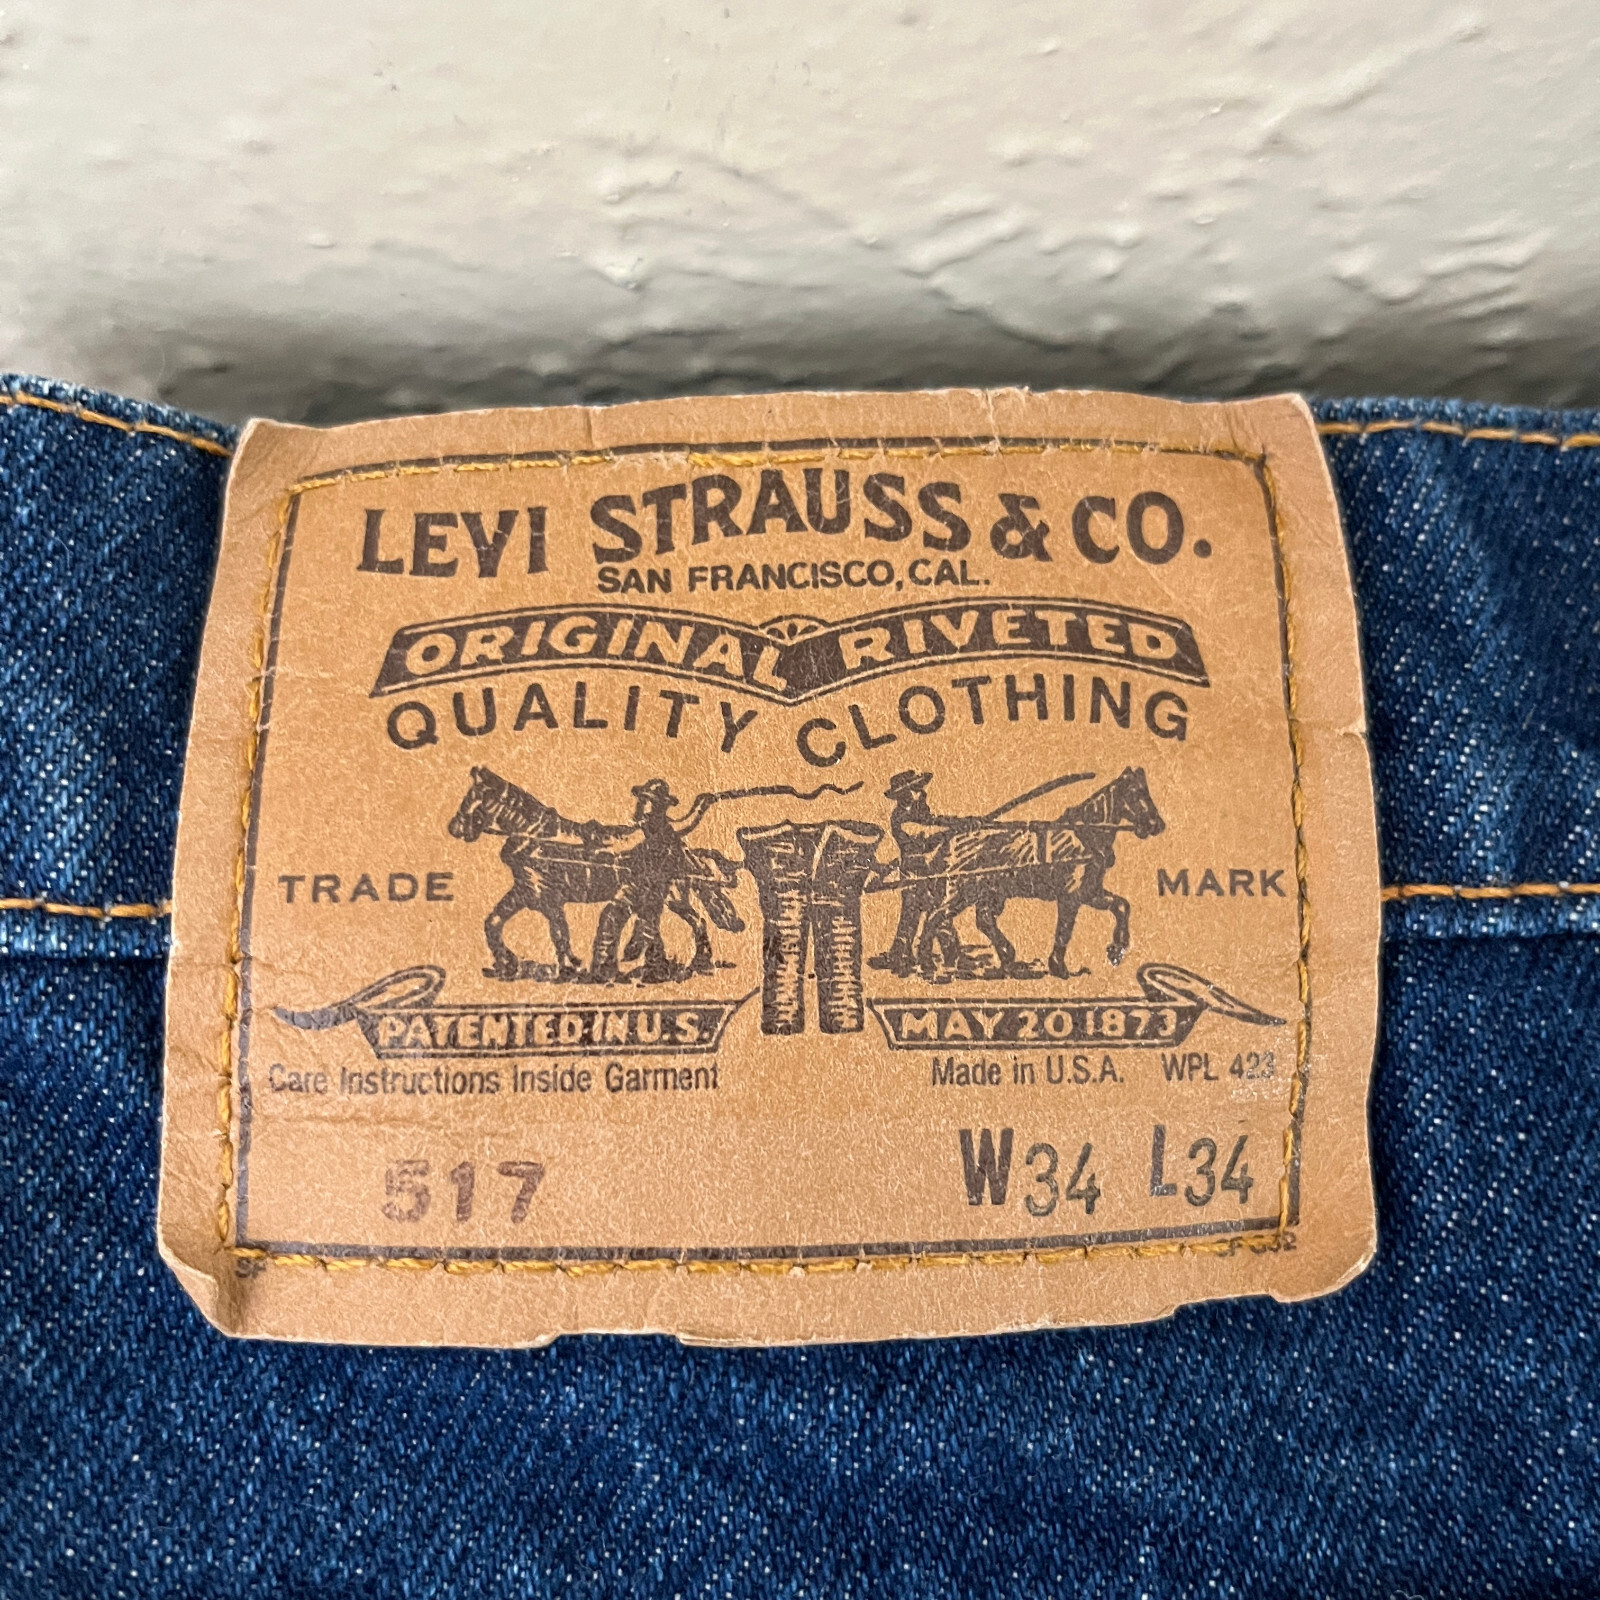 LEVI STRAUSS & CO.
SAN FRANCISCO, CAL.
ORIGINAL RIVETED
QUALITY CLOTHING
TRADE MARK
PATENTED IN U.S. MAY 20 1873
Care Instructions Inside Garment Made in U.S.A. WPL 423
517 W34 L34
SF